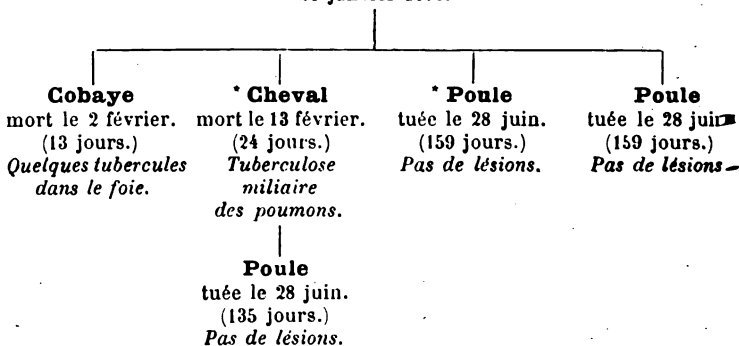 Cobaye
mort le 2 février.
(13 jours.)
Quelques tubercules
dans le foie.
* Cheval
mort le 13 février.
(24 jours.)
Tuberculose
miliaire
des poumons.
* Poule
tuée le 28 juin.
(159 jours.)
Pas de lésions.
Poule
tuée le 28 juin
(159 jours.)
Pas de lésions
Poule
tuée le 28 juin.
(135 jours.)
Pas de lésions.